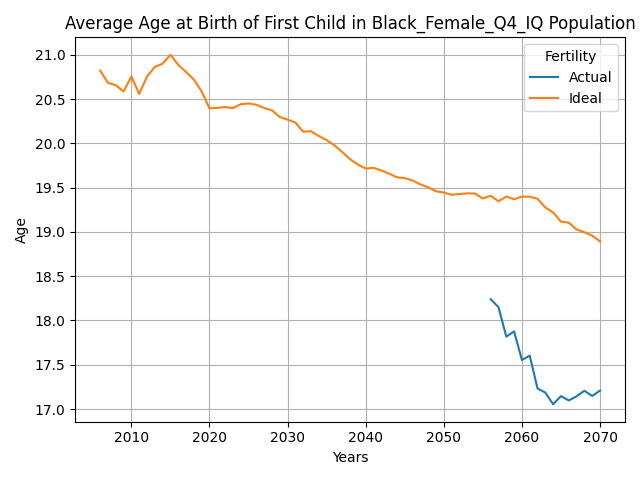 Average Age at Birth of First Child in Black_Female_Q4_IQ Population
Fertility
Actual
Ideal
21.0
20.5
20.0
19.5
19.0
18.5
18.0
17.5
17.0
Age
2010 2020 2030 2040 2050 2060 2070
Years